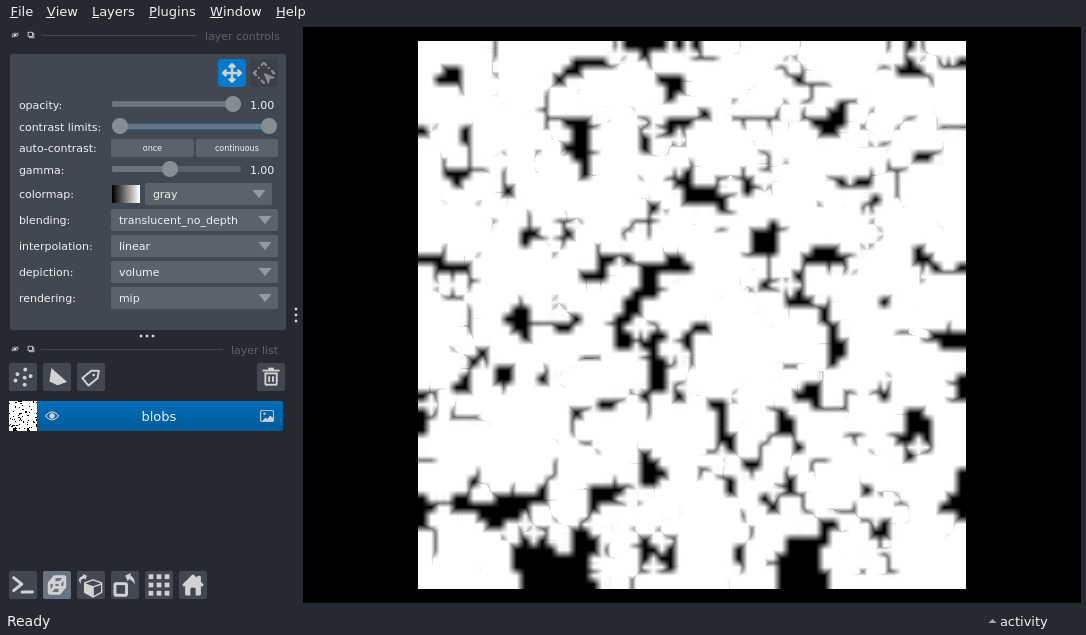 File View Layers Plugins Window Help
layer controls
opacity: 1.00
contrast limits:
auto-contrast: once continuous
gamma: 1.00
colormap: gray
blending: translucent_no_depth
interpolation: linear
depiction: volume
rendering: mip
layer list
blobs
Ready
activity